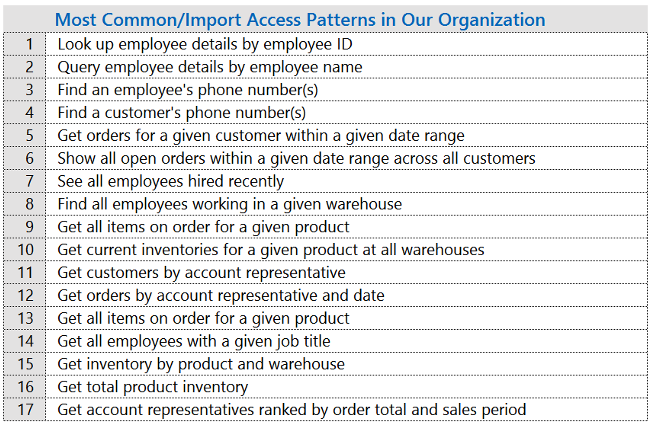 Most Common/Import Access Patterns in Our Organization
1 Look up employee details by employee ID
2 Query employee details by employee name
3 Find an employee's phone number(s)
4 Find a customer's phone number(s)
5 Get orders for a given customer within a given date range
6 Show all open orders within a given date range across all customers
7 See all employees hired recently
8 Find all employees working in a given warehouse
9 Get all items on order for a given product
10 Get current inventories for a given product at all warehouses
11 Get customers by account representative
12 Get orders by account representative and date
13 Get all items on order for a given product
14 Get all employees with a given job title
15 Get inventory by product and warehouse
16 Get total product inventory
17 Get account representatives ranked by order total and sales period